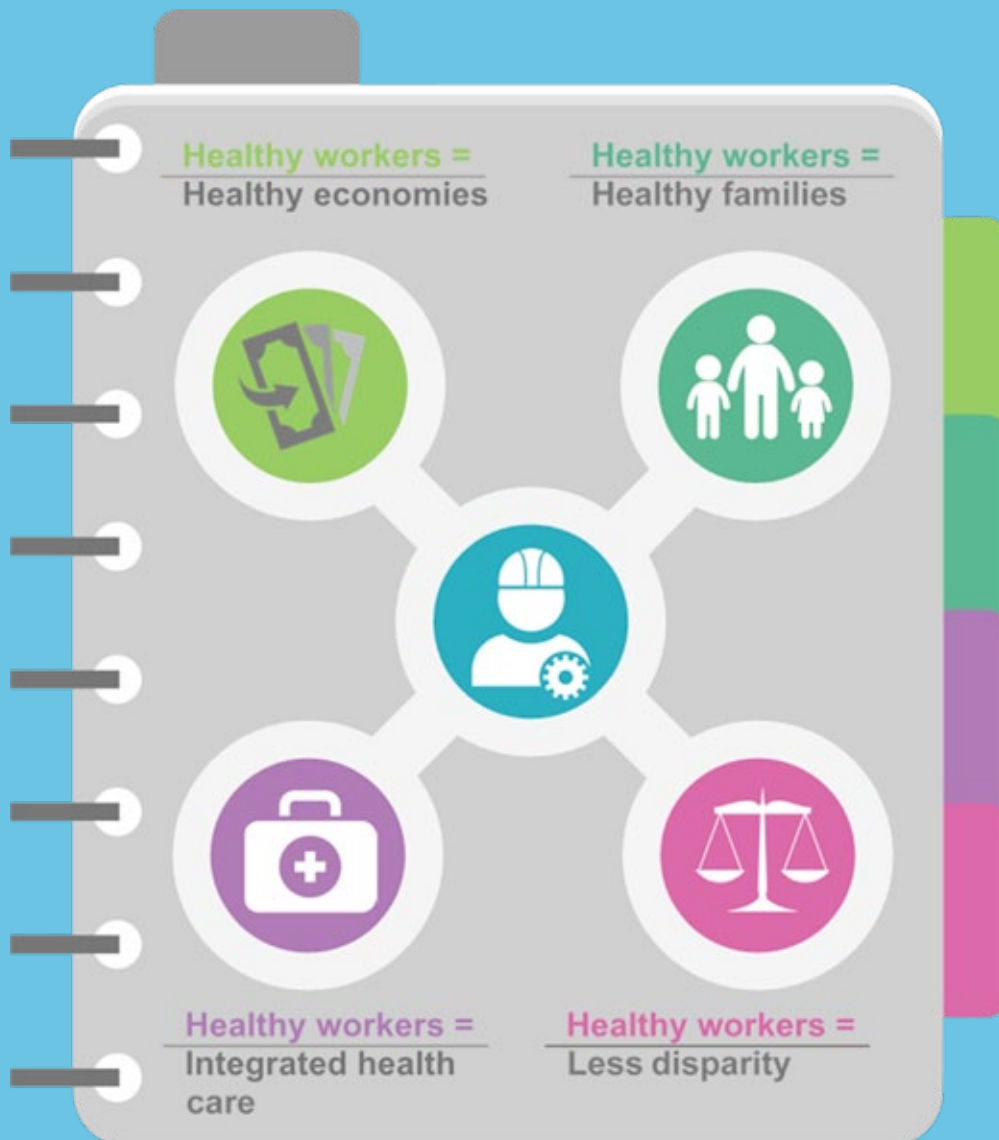 Healthy workers =
Healthy economies
Healthy workers =
Healthy families
Healthy workers =
Integrated health
care
Healthy workers =
Less disparity